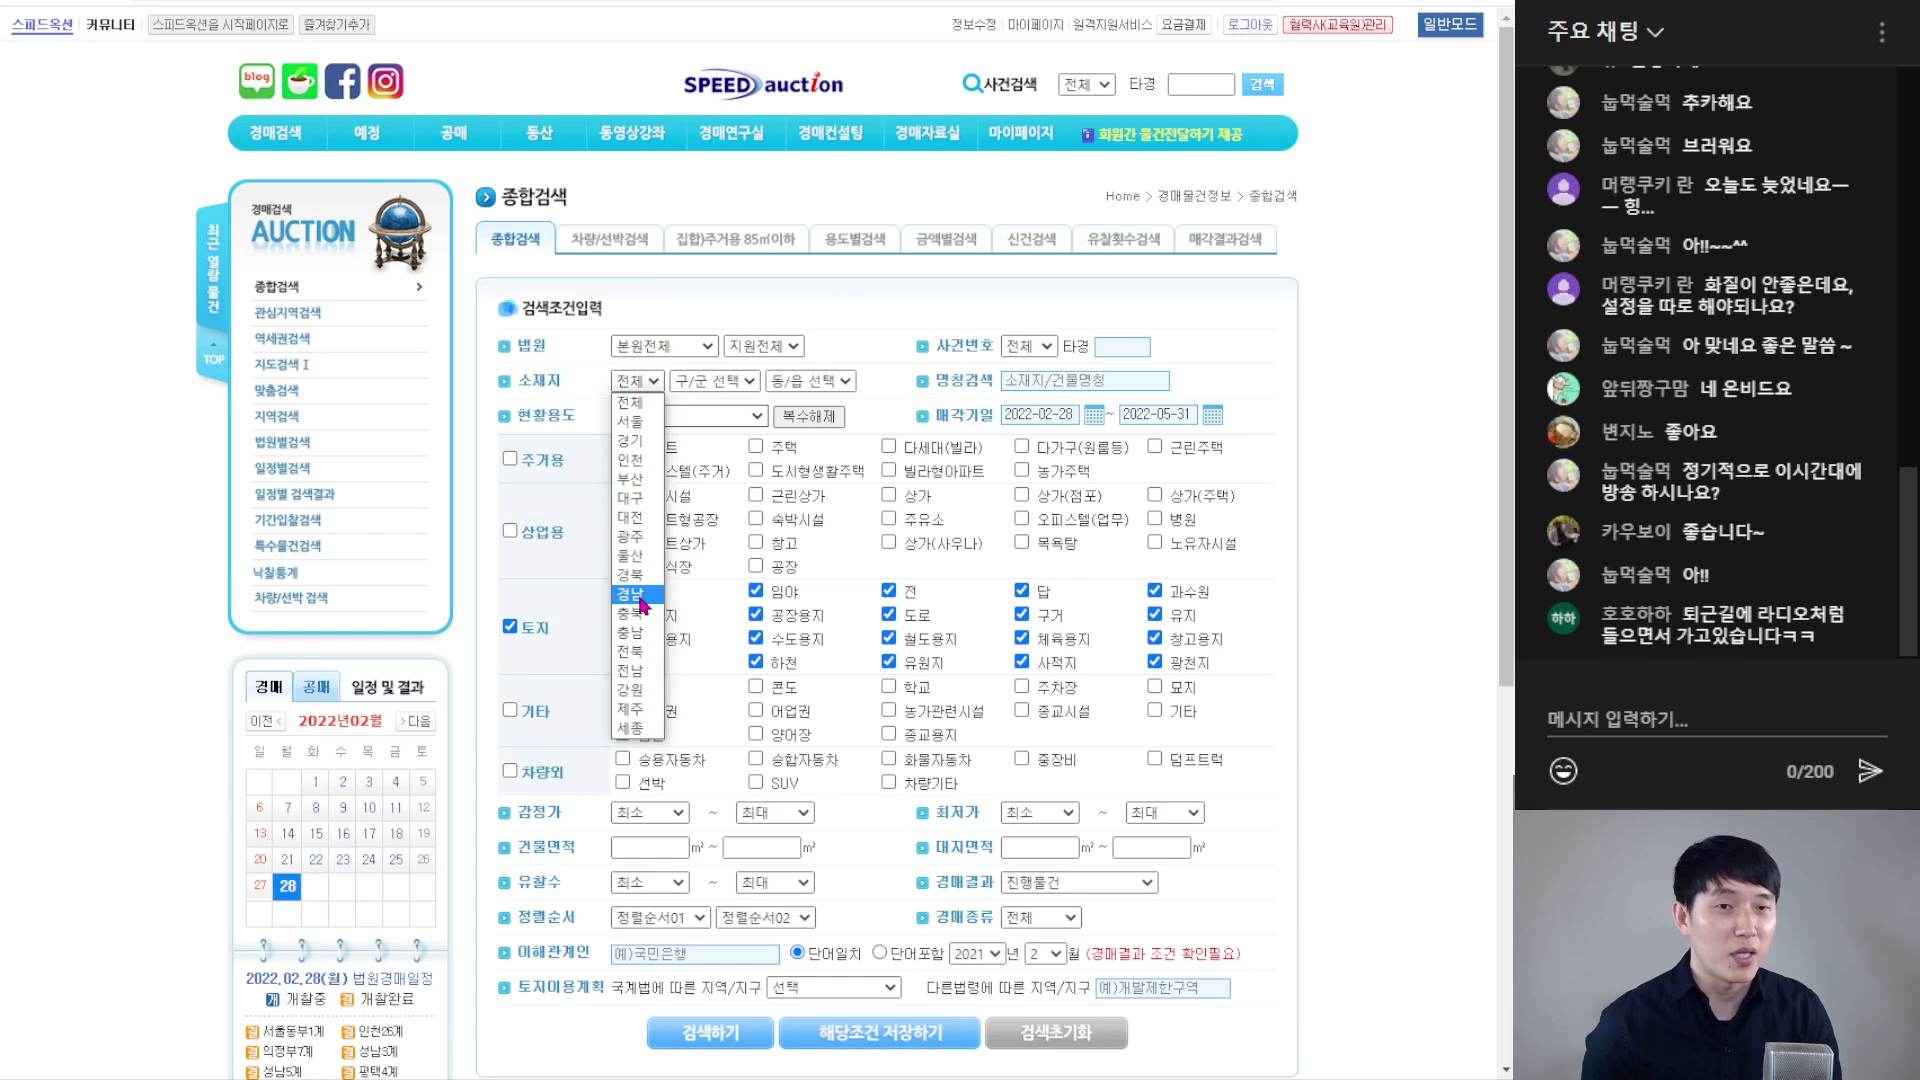 스피드옥션 커뮤니티 스피드옥션을 시작페이지로 즐겨찾기추가
정보수정 마이페이지 원격지원서비스 요금결제 로그아웃 협력사(교육원)관리 일반모드
blog
SPEED auction
사건검색 전체 타경 검색
경매검색 예정 공매 동산 동영상강좌 경매연구실 경매컨설팅 경매자료실 마이페이지 회원간 물건전달하기 제공
최근 열람 물건
TOP
경매검색
AUCTION
종합검색
관심지역검색
역세권검색
지도검색 I
맞춤검색
지역검색
법원별검색
일정별검색
일정별 검색결과
기간입찰검색
특수물건검색
낙찰통계
차량/선박 검색
경매 공매 일정 및 결과
이전 < 2022년02월 > 다음
일 월 화 수 목 금 토
1 2 3 4 5
6 7 8 9 10 11 12
13 14 15 16 17 18 19
20 21 22 23 24 25 26
27 28
2022.02.28(월) 법원경매일정
개 개찰중 결 개찰완료
결 서울동부1계 결 인천26계
결 의정부7계 결 성남3계
결 성남5계 결 평택4계
종합검색
Home > 경매물건정보 > 종합검색
종합검색 차량/선박검색 집합)주거용 85㎡이하 용도별검색 금액별검색 신건검색 유찰횟수검색 매각결과검색
검색조건입력
법원 본원전체 지원전체 사건번호 전체 타경
소재지 전체 구/군 선택 동/읍 선택 명칭검색 소재지/건물명칭
현황용도 복수해제 매각기일 2022-02-28 ~ 2022-05-31
전체
서울
경기
인천
부산
대구
대전
광주
울산
경북
경남
충북
충남
전북
전남
강원
제주
세종
주거용
트 주택 다세대(빌라) 다가구(원룸등) 근린주택
스텔(주거) 도시형생활주택 빌라형아파트 농가주택
상업용
시설 근린상가 상가 상가(점포) 상가(주택)
트형공장 숙박시설 주유소 오피스텔(업무) 병원
트상가 창고 상가(사우나) 목욕탕 노유자시설
식장 공장
토지
임야 전 답 과수원
지 공장용지 도로 구거 유지
용지 수도용지 철도용지 체육용지 창고용지
하천 유원지 사적지 광천지
기타
콘도 학교 주차장 묘지
권 어업권 농가관련시설 종교시설 기타
양어장 종교용지
차량외
승용자동차 승합자동차 화물자동차 중장비 덤프트럭
선박 SUV 차량기타
감정가 최소 ~ 최대 최저가 최소 ~ 최대
건물면적 ㎡ ~ ㎡ 대지면적 ㎡ ~ ㎡
유찰수 최소 ~ 최대 경매결과 진행물건
정렬순서 정렬순서01 정렬순서02 경매종류 전체
이해관계인 예)국민은행 단어일치 단어포함 2021 년 2 월 (경매결과 조건 확인필요)
토지이용계획 국계법에 따른 지역/지구 선택 다른법령에 따른 지역/지구 예)개발제한구역
검색하기 해당조건 저장하기 검색초기화
주요 채팅
눕먹술먹 추카해요
눕먹술먹 브러워요
머랭쿠키 란 오늘도 늦었네요ㅡ
ㅡ 힝...
눕먹술먹 아!!~~^^
머랭쿠키 란 화질이 안좋은데요,
설정을 따로 해야되나요?
눕먹술먹 아 맞네요 좋은 말씀 ~
앞뒤짱구맘 네 온비드요
변지노 좋아요
눕먹술먹 정기적으로 이시간대에
방송 하시나요?
카우보이 좋습니다~
눕먹술먹 아!!
하하 호호하하 퇴근길에 라디오처럼
들으면서 가고있습니다ㅋㅋ
메시지 입력하기...
0/200